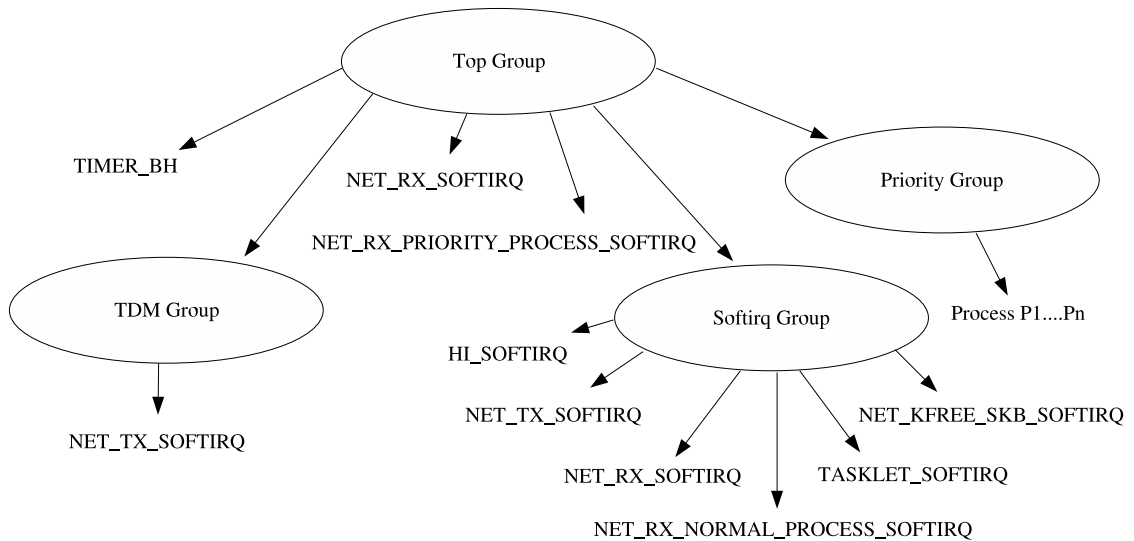 Top Group
TIMER_BH
NET_RX_SOFTIRQ
Priority Group
NET_RX_PRIORITY_PROCESS_SOFTIRQ
TDM Group
Softirq Group
Process P1....Pn
HI_SOFTIRQ
NET_TX_SOFTIRQ
NET_KFREE_SKB_SOFTIRQ
NET_TX_SOFTIRQ
NET_RX_SOFTIRQ
TASKLET_SOFTIRQ
NET_RX_NORMAL_PROCESS_SOFTIRQ